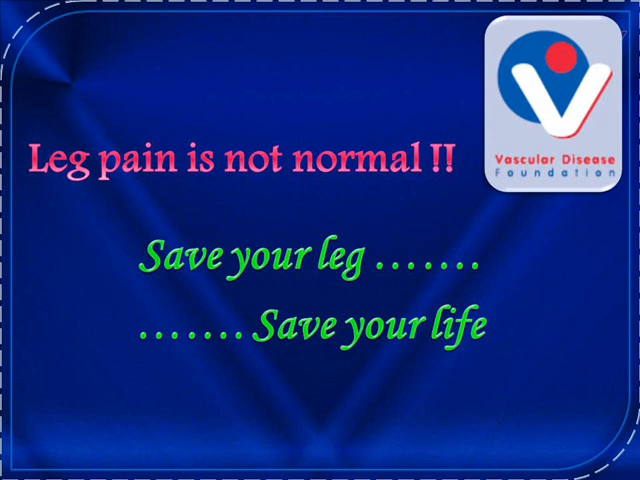 Leg pain is not normal !!
Vascular Disease
Foundation
Save your leg .......
....... Save your life